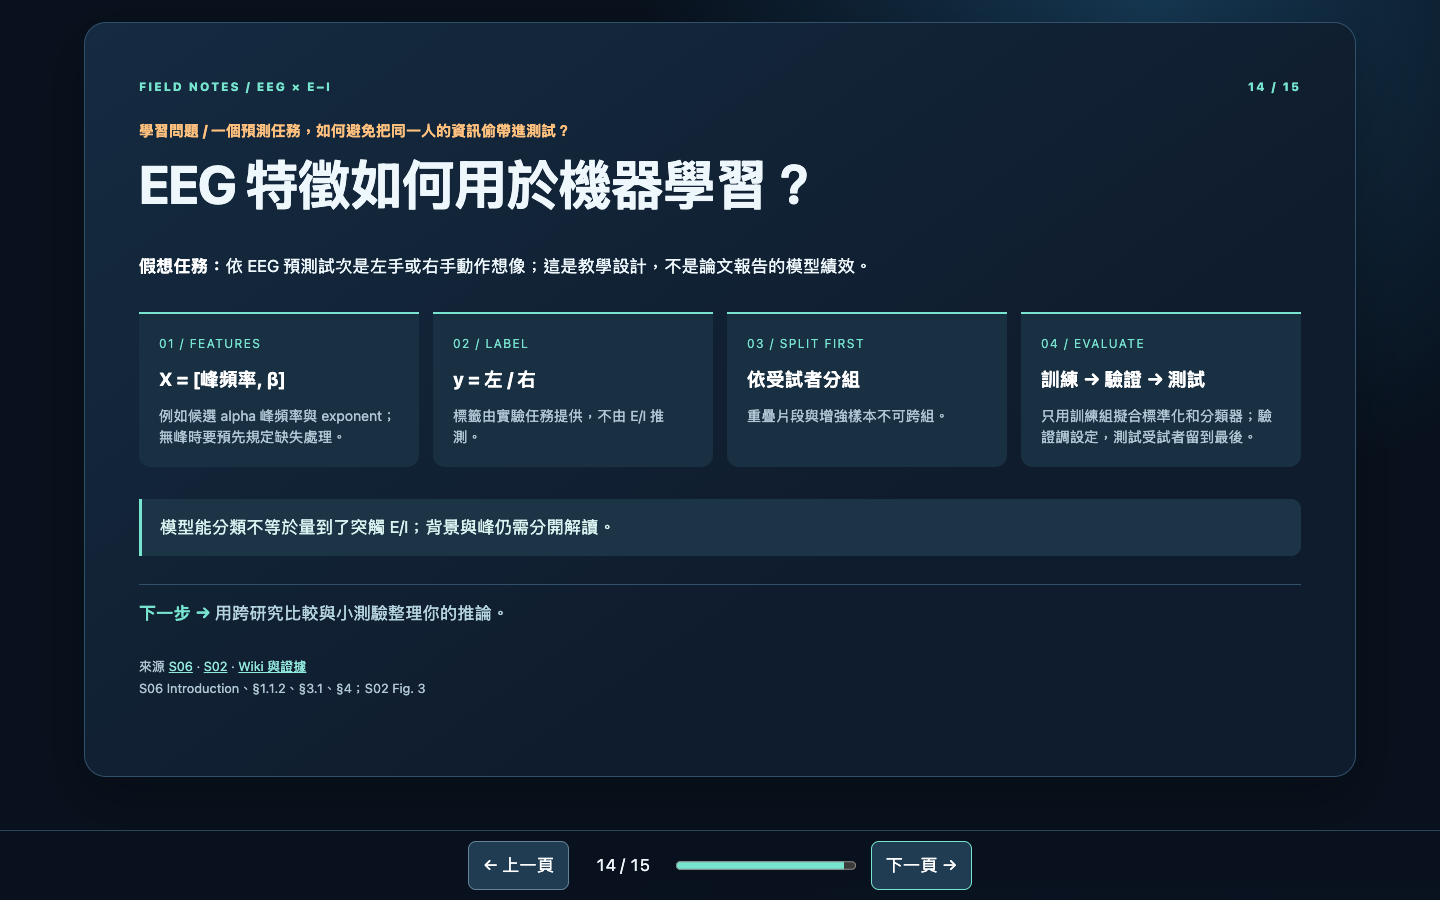 FIELD NOTES / EEG × E–I
14 / 15
學習問題 / 一個預測任務，如何避免把同一人的資訊偷帶進測試？
EEG 特徵如何用於機器學習？
假想任務：依 EEG 預測試次是左手或右手動作想像；這是教學設計，不是論文報告的模型績效。
01 / FEATURES
X = [峰頻率, β]
例如候選 alpha 峰頻率與 exponent；
無峰時要預先規定缺失處理。
02 / LABEL
y = 左 / 右
標籤由實驗任務提供，不由 E/I 推
測。
03 / SPLIT FIRST
依受試者分組
重疊片段與增強樣本不可跨組。
04 / EVALUATE
訓練 → 驗證 → 測試
只用訓練組擬合標準化和分類器；驗
證調設定，測試受試者留到最後。
模型能分類不等於量到了突觸 E/I；背景與峰仍需分開解讀。
下一步 → 用跨研究比較與小測驗整理你的推論。
來源 S06 · S02 · Wiki 與證據
S06 Introduction、§1.1.2、§3.1、§4；S02 Fig. 3
← 上一頁
14 / 15
下一頁 →